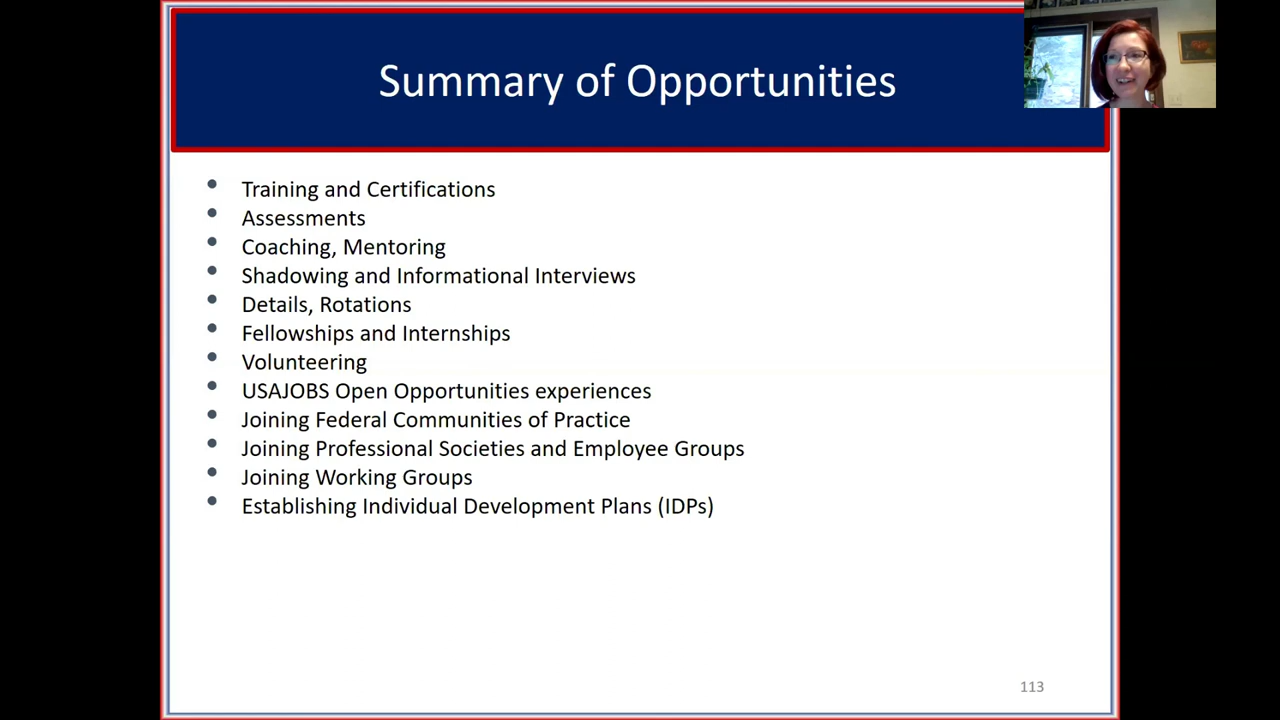 Summary of Opportunities
• Training and Certifications
• Assessments
• Coaching, Mentoring
• Shadowing and Informational Interviews
• Details, Rotations
• Fellowships and Internships
• Volunteering
• USAJOBS Open Opportunities experiences
• Joining Federal Communities of Practice
• Joining Professional Societies and Employee Groups
• Joining Working Groups
• Establishing Individual Development Plans (IDPs)
113